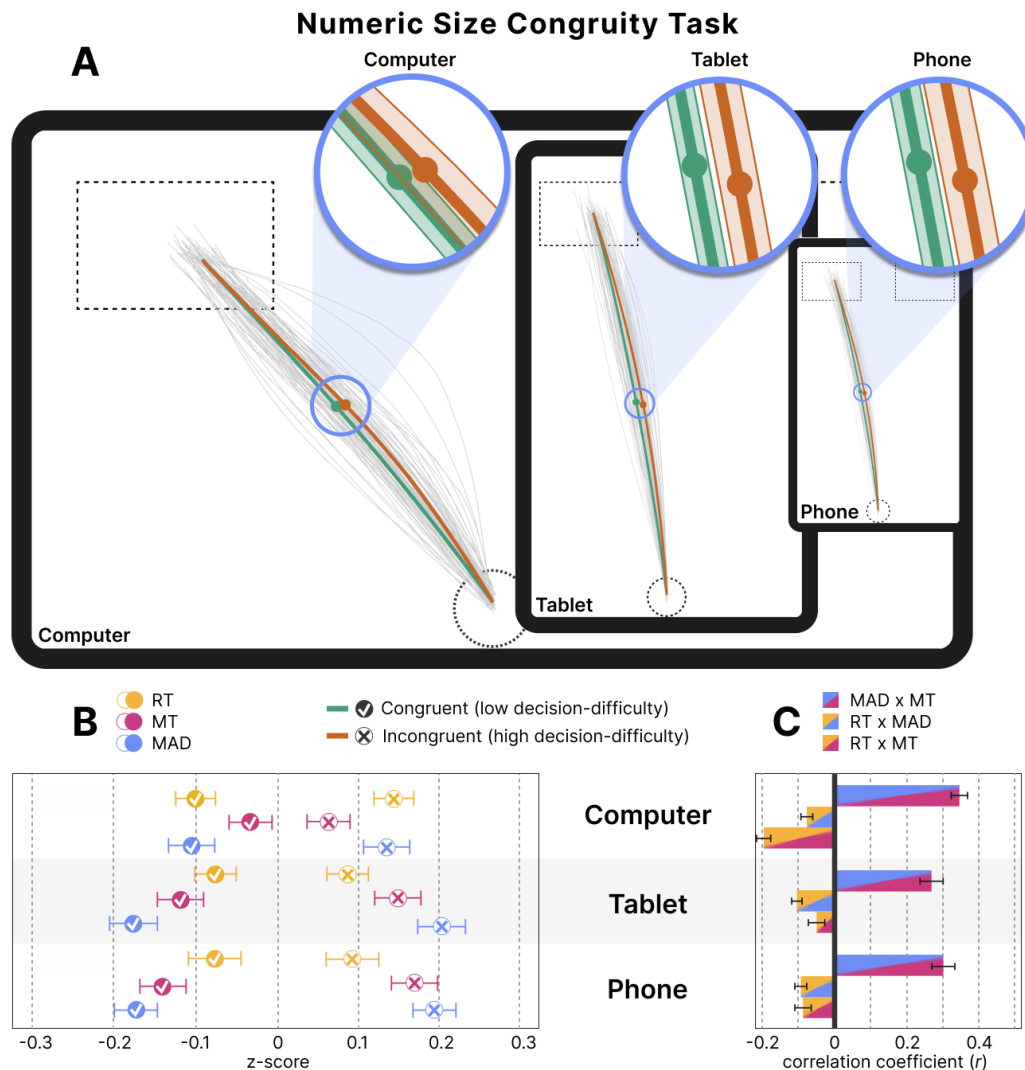 Numeric Size Congruity Task
A
Computer
Tablet
Phone
Phone
Tablet
Computer
B
RT
MT
MAD
Congruent (low decision-difficulty)
Incongruent (high decision-difficulty)
C
MAD x MT
RT x MAD
RT x MT
Computer
Tablet
Phone
-0.3 -0.2 -0.1 0 0.1 0.2 0.3
z-score
-0.2 0 0.2 0.4
correlation coefficient (r)